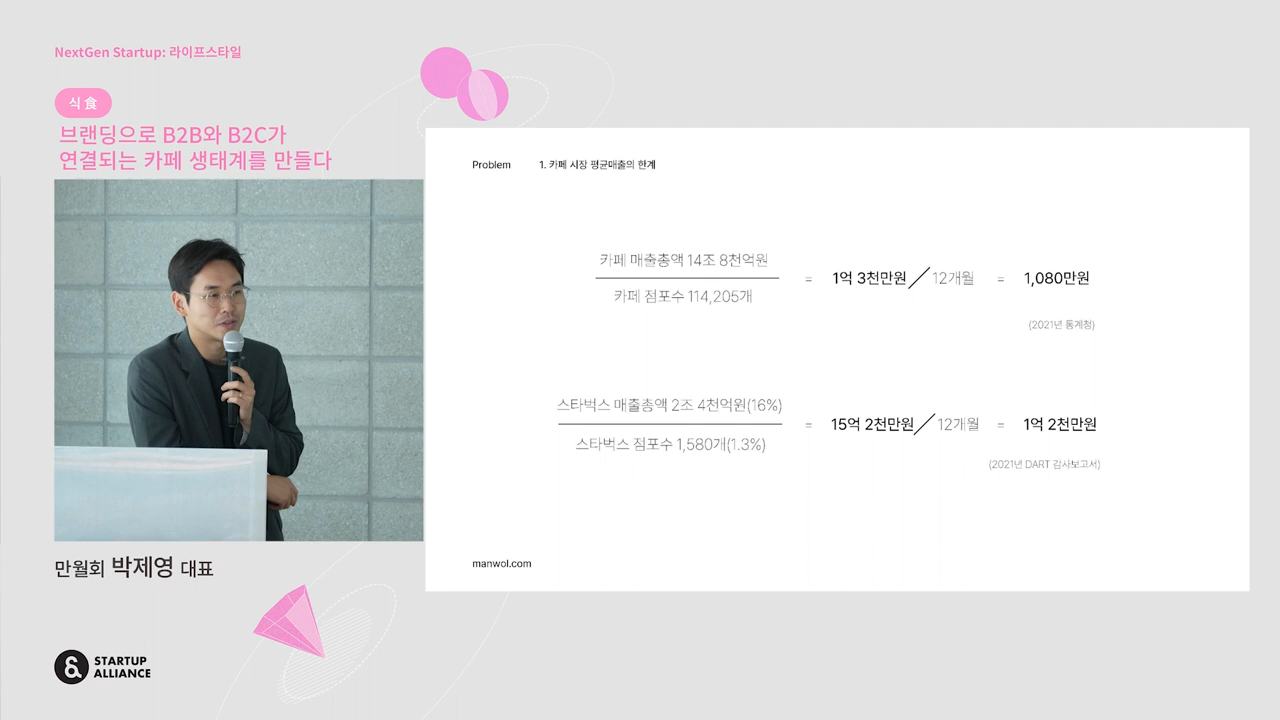 NextGen Startup: 라이프스타일
식 食
브랜딩으로 B2B와 B2C가
연결되는 카페 생태계를 만들다
Problem 1. 카페 시장 평균매출의 한계
카페 매출총액 14조 8천억원
카페 점포수 114,205개
= 1억 3천만원 / 12개월 = 1,080만원
(2021년 통계청)
스타벅스 매출총액 2조 4천억원(16%)
스타벅스 점포수 1,580개(1.3%)
= 15억 2천만원 / 12개월 = 1억 2천만원
(2021년 DART 감사보고서)
manwol.com
만월회 박제영 대표
STARTUP
ALLIANCE